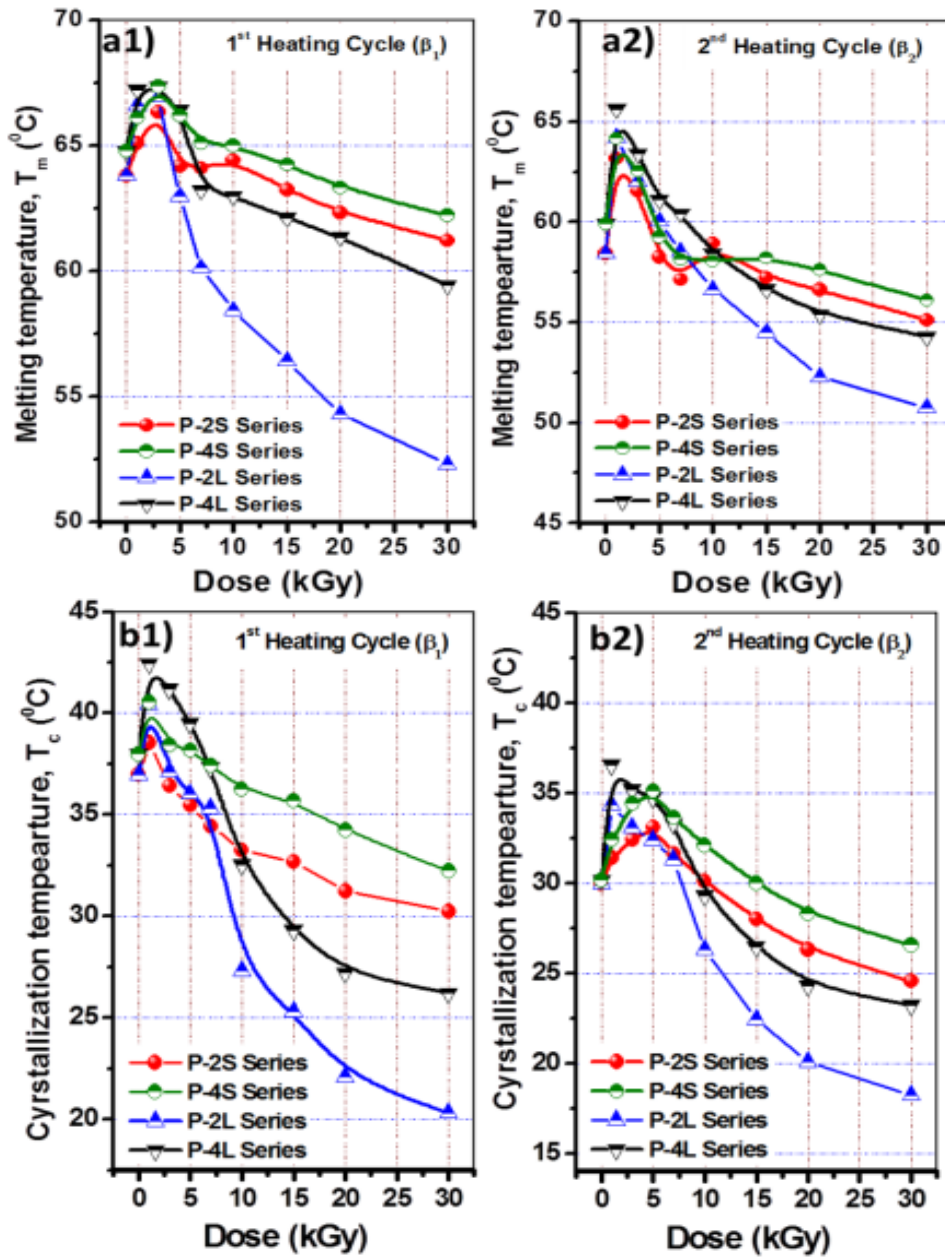 a1)
1st Heating Cycle (β1)
Melting temperature, Tm (0C)
70
65
60
55
50
P-2S Series
P-4S Series
P-2L Series
P-4L Series
0 5 10 15 20 25 30
Dose (kGy)
a2)
2nd Heating Cycle (β2)
Melting tempearture, Tm (0C)
70
65
60
55
50
45
P-2S Series
P-4S Series
P-2L Series
P-4L Series
0 5 10 15 20 25 30
Dose (kGy)
b1)
1st Heating Cycle (β1)
Cyrstallization tempearture, Tc (0C)
45
40
35
30
25
20
P-2S Series
P-4S Series
P-2L Series
P-4L Series
0 5 10 15 20 25 30
Dose (kGy)
b2)
2nd Heating Cycle (β2)
Cyrstallization tempearture, Tc (0C)
45
40
35
30
25
20
15
P-2S Series
P-4S Series
P-2L Series
P-4L Series
0 5 10 15 20 25 30
Dose (kGy)